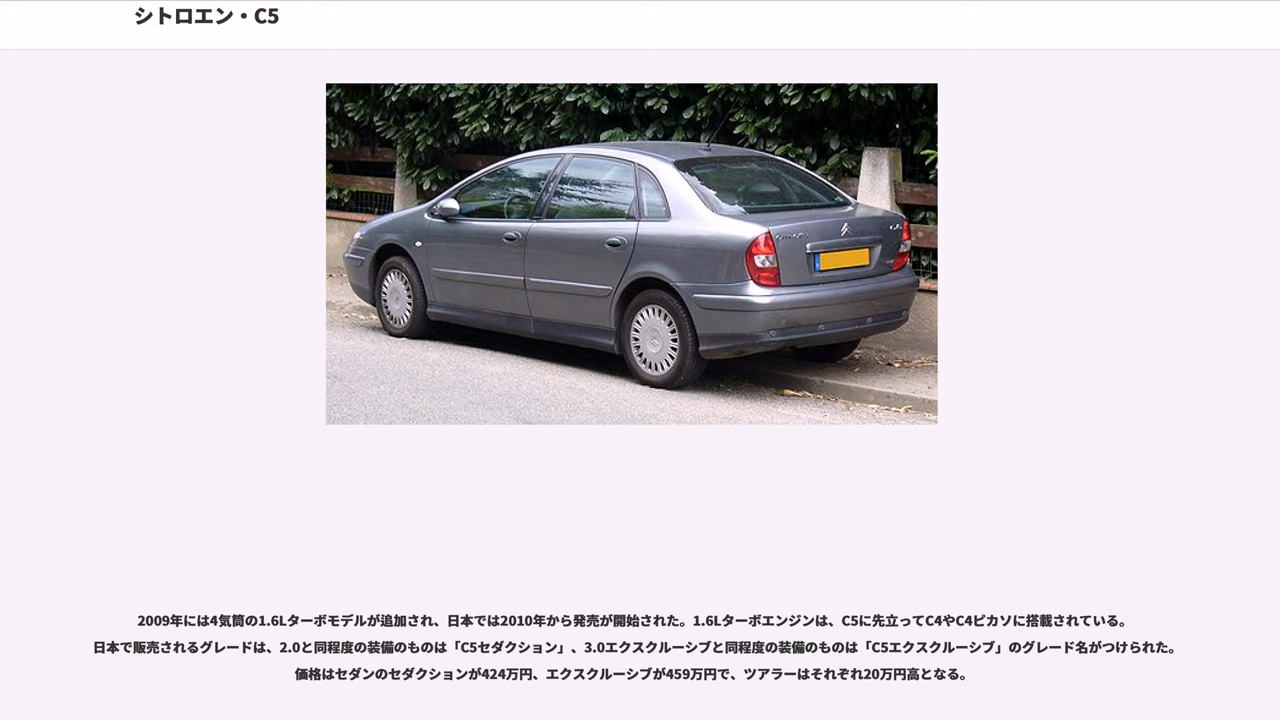 シトロエン・C5
2009年には4気筒の1.6Lターボモデルが追加され、日本では2010年から発売が開始された。1.6Lターボエンジンは、C5に先立ってC4やC4ピカソに搭載されている。
日本で販売されるグレードは、2.0と同程度の装備のものは「C5セダクション」、3.0エクスクルーシブと同程度の装備のものは「C5エクスクルーシブ」のグレード名がつけられた。
価格はセダンのセダクションが424万円、エクスクルーシブが459万円で、ツアラーはそれぞれ20万円高となる。